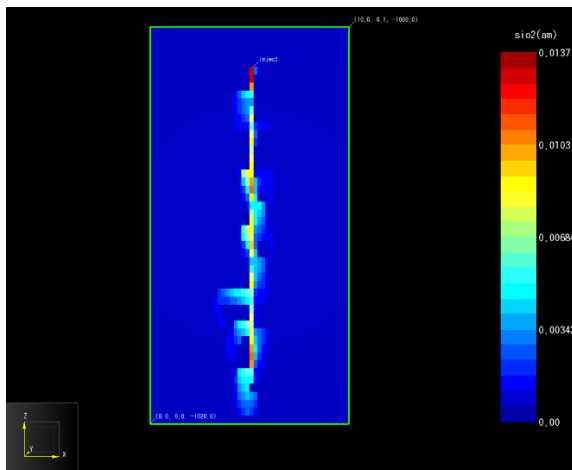 (10.0, 0.1, -1000.0)
sio2(am)
inject
0.0137
0.0103
0.00684
0.00342
0.00
(0.0, 0.0, -1020.0)
Z
Y
X